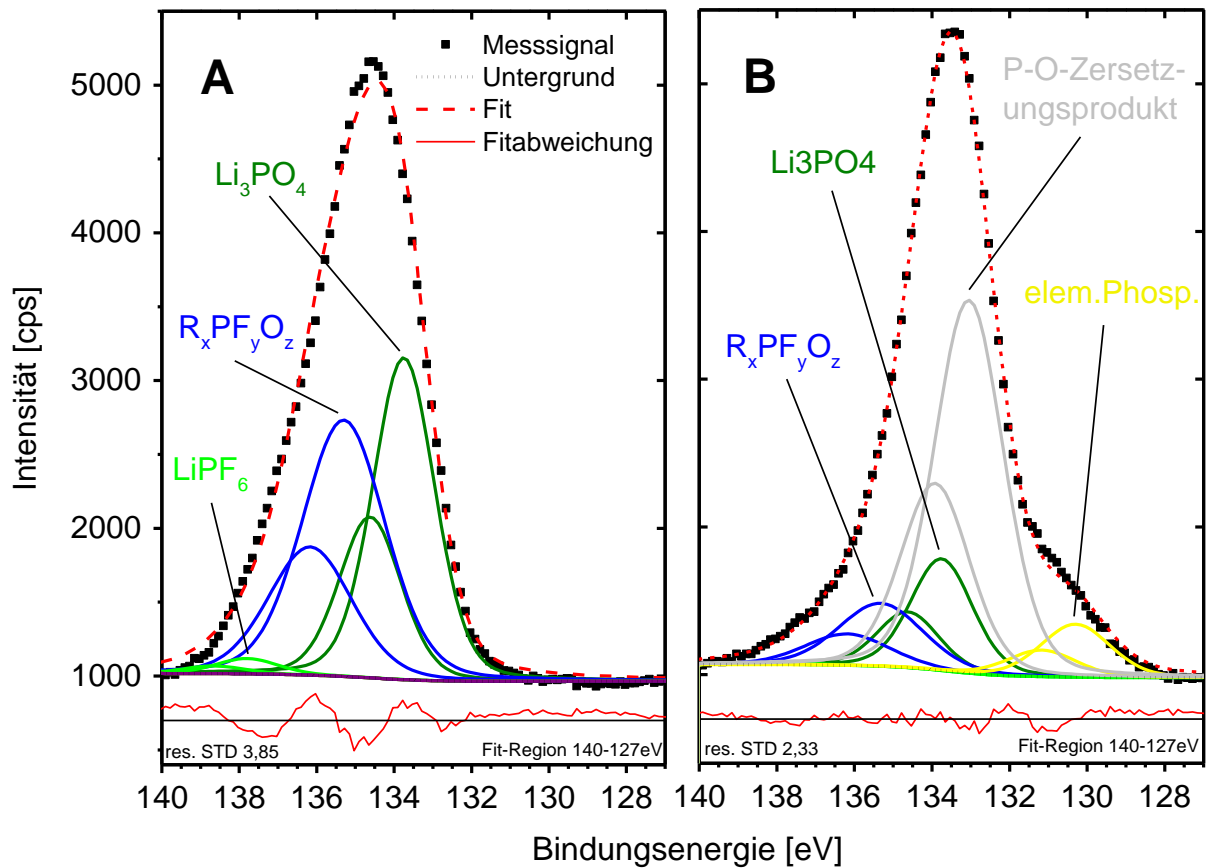 A
Messsignal
Untergrund
Fit
Fitabweichung
Li₃PO₄
RₓPFᵧO_z
LiPF₆
res. STD 3,85
Fit-Region 140-127eV
B
P-O-Zersetz-
ungsprodukt
Li3PO4
elem.Phosp.
RₓPFᵧO_z
res. STD 2,33
Fit-Region 140-127eV
Intensität [cps]
5000
4000
3000
2000
1000
140 138 136 134 132 130 128
140 138 136 134 132 130 128
Bindungsenergie [eV]